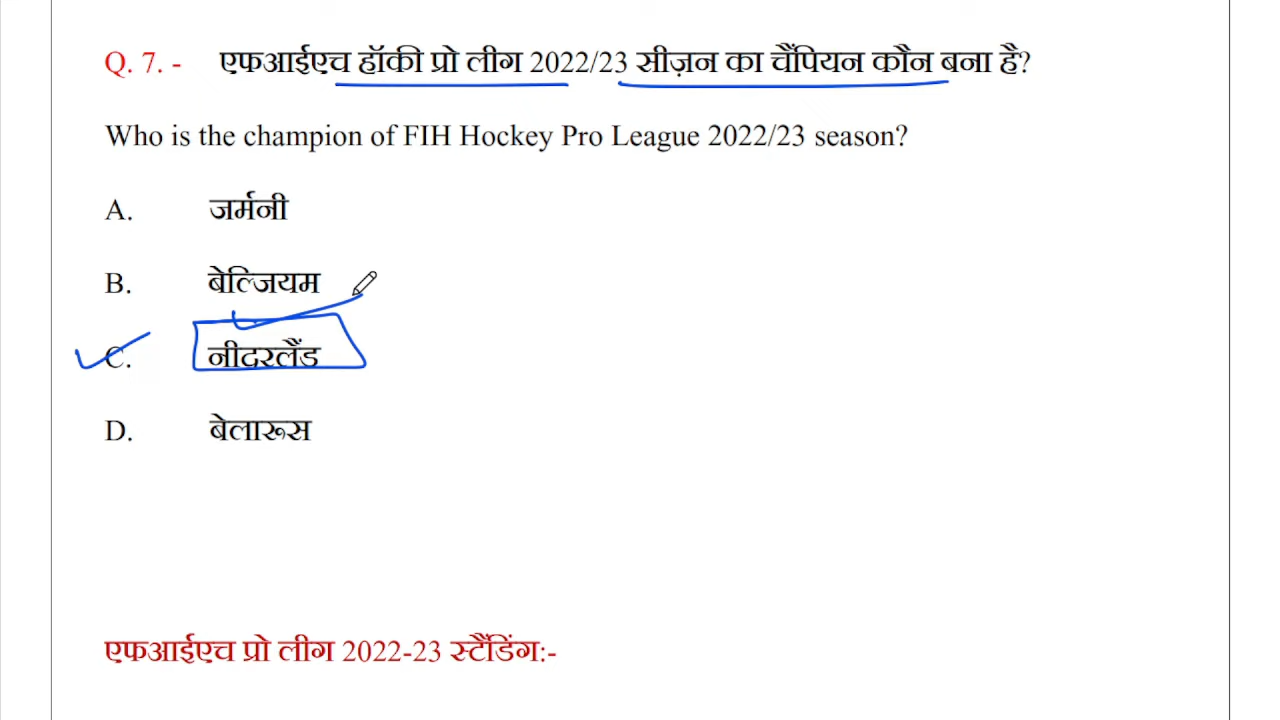 Q. 7. - एफआईएच हॉकी प्रो लीग 2022/23 सीज़न का चैंपियन कौन बना है?
Who is the champion of FIH Hockey Pro League 2022/23 season?
A. जर्मनी
B. बेल्जियम
C. नीदरलैंड
D. बेलारूस
एफआईएच प्रो लीग 2022-23 स्टैंडिंग:-